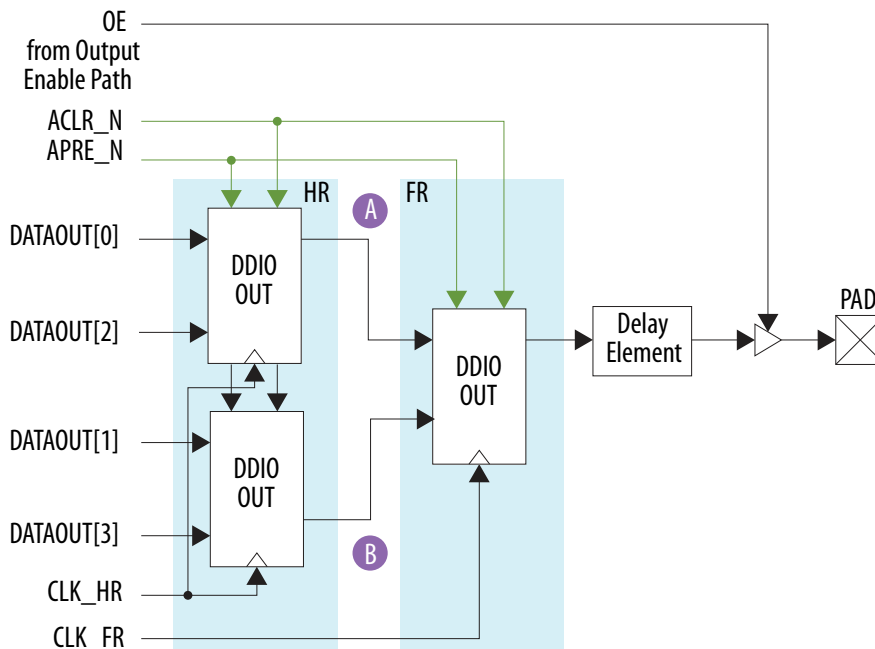 OE
from Output
Enable Path
ACLR_N
APRE_N
HR
FR
A
DATAOUT[0]
DDIO
OUT
DATAOUT[2]
PAD
Delay
Element
DDIO
OUT
DATAOUT[1]
DDIO
OUT
DATAOUT[3]
B
CLK_HR
CLK_FR